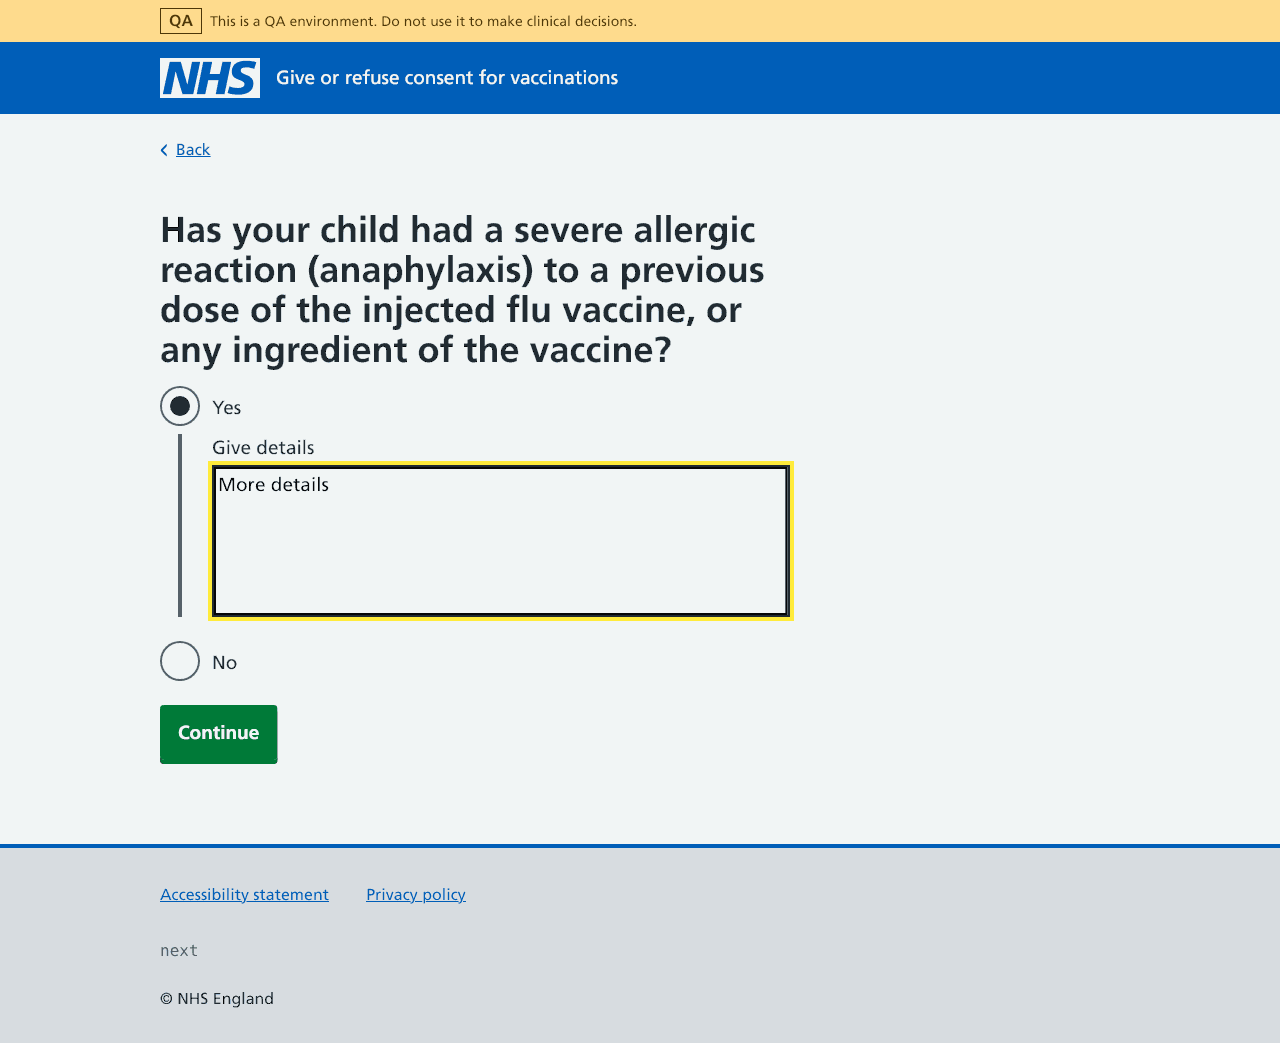 QA This is a QA environment. Do not use it to make clinical decisions.
NHS Give or refuse consent for vaccinations
Back
Has your child had a severe allergic
reaction (anaphylaxis) to a previous
dose of the injected flu vaccine, or
any ingredient of the vaccine?
Yes
Give details
More details
No
Continue
Accessibility statement Privacy policy
next
© NHS England